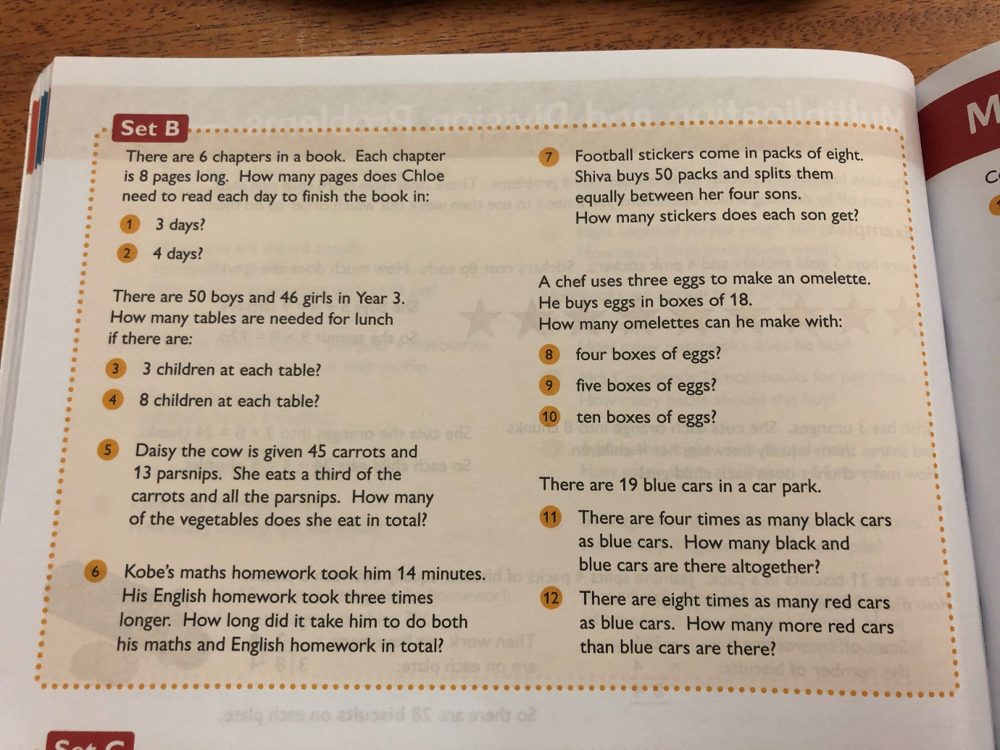 Set B
There are 6 chapters in a book. Each chapter
is 8 pages long. How many pages does Chloe
need to read each day to finish the book in:
1 3 days?
2 4 days?
There are 50 boys and 46 girls in Year 3.
How many tables are needed for lunch
if there are:
3 3 children at each table?
4 8 children at each table?
5 Daisy the cow is given 45 carrots and
13 parsnips. She eats a third of the
carrots and all the parsnips. How many
of the vegetables does she eat in total?
6 Kobe's maths homework took him 14 minutes.
His English homework took three times
longer. How long did it take him to do both
his maths and English homework in total?
7 Football stickers come in packs of eight.
Shiva buys 50 packs and splits them
equally between her four sons.
How many stickers does each son get?
A chef uses three eggs to make an omelette.
He buys eggs in boxes of 18.
How many omelettes can he make with:
8 four boxes of eggs?
9 five boxes of eggs?
10 ten boxes of eggs?
There are 19 blue cars in a car park.
11 There are four times as many black cars
as blue cars. How many black and
blue cars are there altogether?
12 There are eight times as many red cars
as blue cars. How many more red cars
than blue cars are there?
Set C